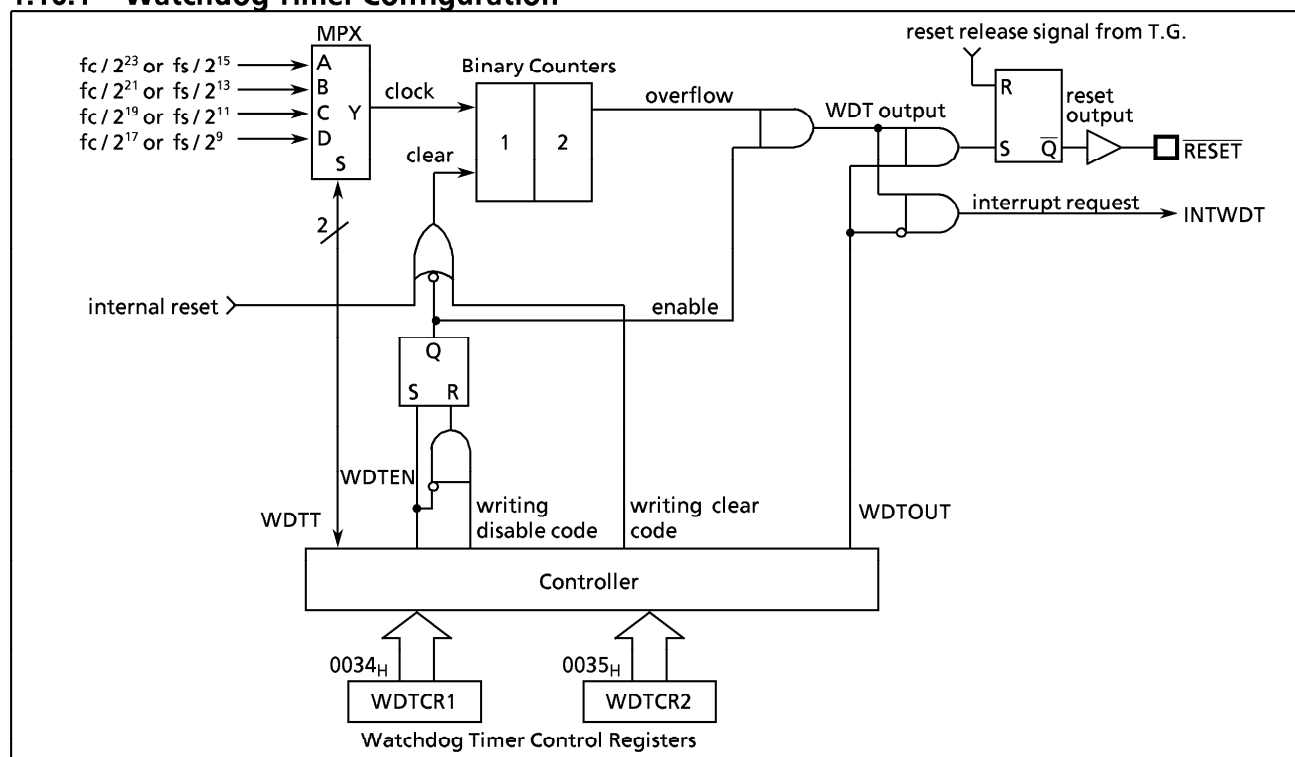 1.16.1 Watchdog Timer Configuration
MPX
reset release signal from T.G.
fc / 2²³ or fs / 2¹⁵
fc / 2²¹ or fs / 2¹³
fc / 2¹⁹ or fs / 2¹¹
fc / 2¹⁷ or fs / 2⁹
A
B
C
D
Y
S
clock
clear
Binary Counters
1
2
overflow
WDT output
R
S
Q̅
reset
output
R̅E̅S̅E̅T̅
interrupt request
INTWDT
2
internal reset
enable
Q
S R
WDTEN
WDTT
writing
disable code
writing clear
code
WDTOUT
Controller
0034H
0035H
WDTCR1
WDTCR2
Watchdog Timer Control Registers